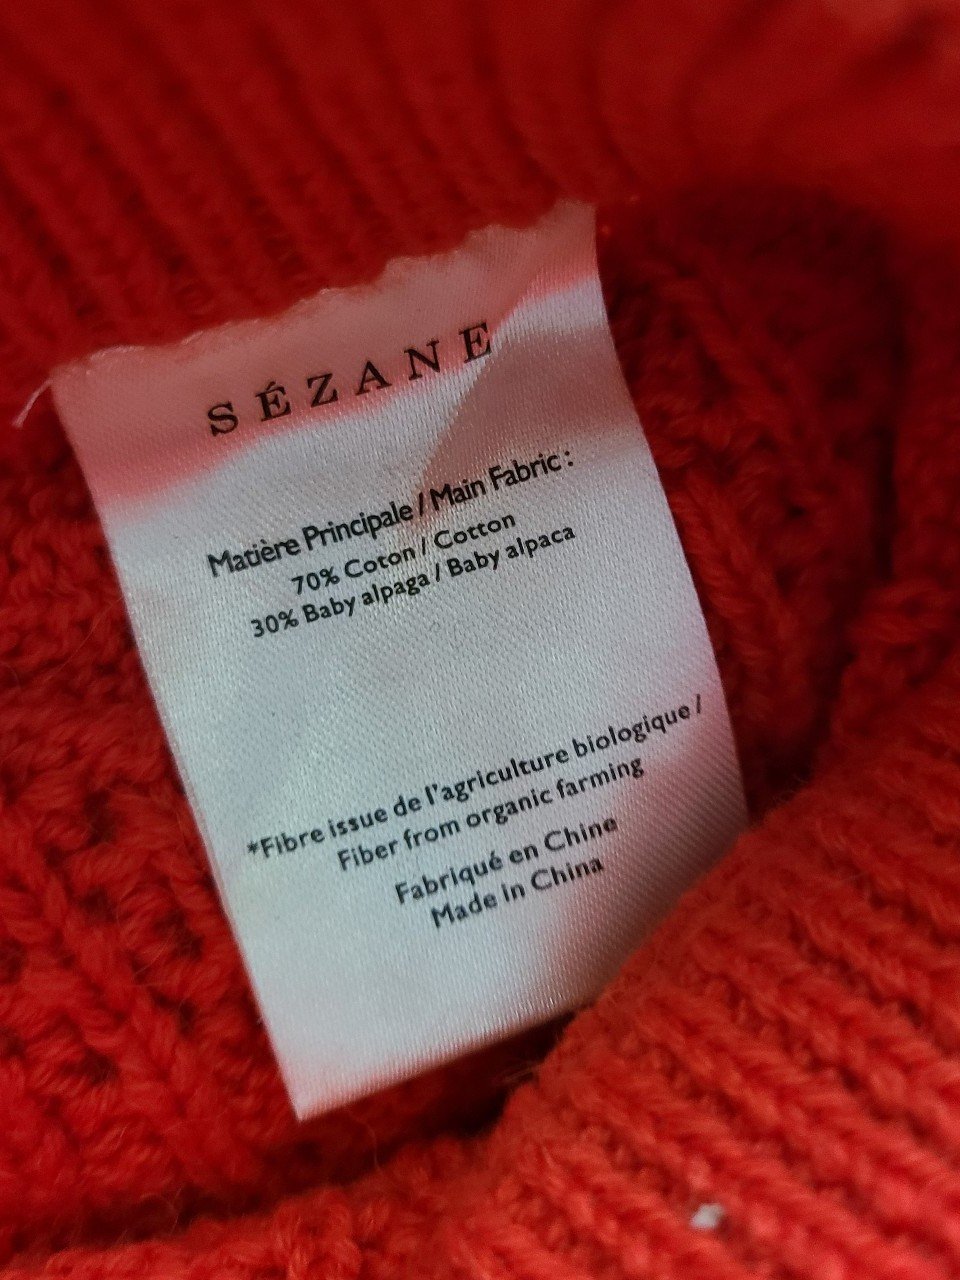 SÉZANE
Matière Principale / Main Fabric :
70% Coton / Cotton
30% Baby alpaga / Baby alpaca
*Fibre issue de l'agriculture biologique /
Fiber from organic farming
Fabriqué en Chine
Made in China